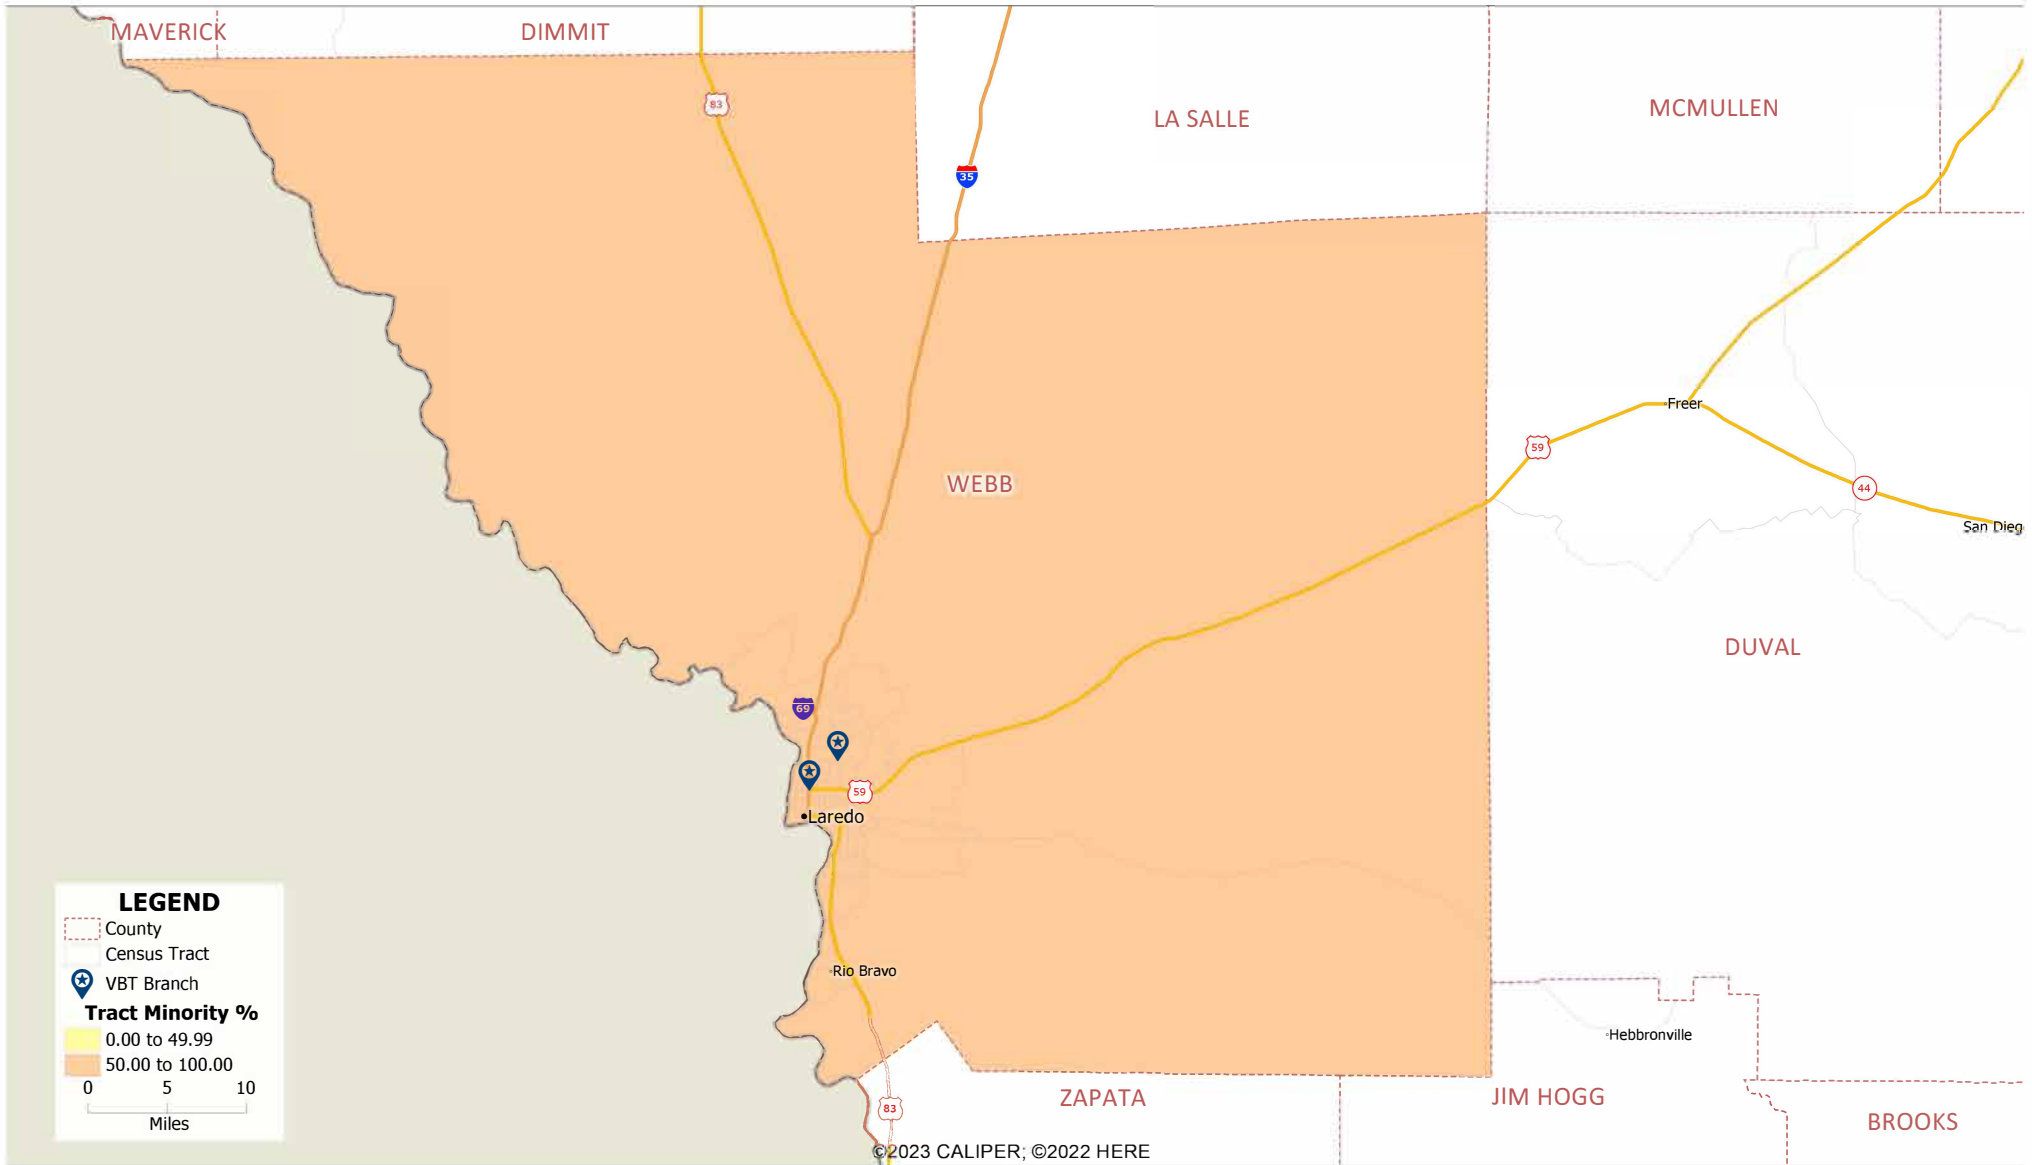 MAVERICK
DIMMIT
83
LA SALLE
MCMULLEN
35
Freer
59
WEBB
44
San Dieg
DUVAL
69
59
Laredo
Rio Bravo
Hebbronville
ZAPATA
JIM HOGG
83
BROOKS
LEGEND
County
Census Tract
VBT Branch
Tract Minority %
0.00 to 49.99
50.00 to 100.00
0 5 10
Miles
©2023 CALIPER; ©2022 HERE